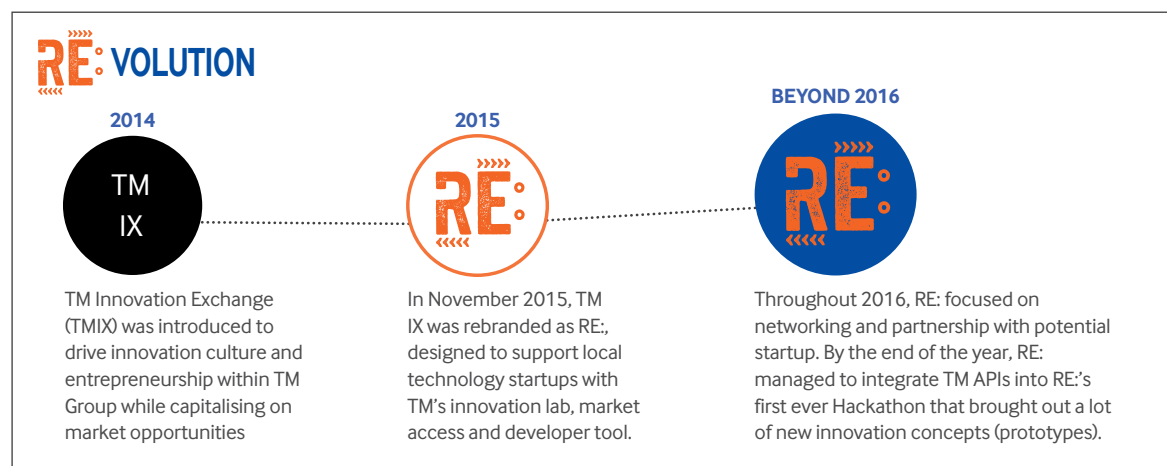 RE: VOLUTION
2014
TM
IX
TM Innovation Exchange
(TMIX) was introduced to
drive innovation culture and
entrepreneurship within TM
Group while capitalising on
market opportunities
2015
RE:
In November 2015, TM
IX was rebranded as RE:,
designed to support local
technology startups with
TM's innovation lab, market
access and developer tool.
BEYOND 2016
RE:
Throughout 2016, RE: focused on
networking and partnership with potential
startup. By the end of the year, RE:
managed to integrate TM APIs into RE:'s
first ever Hackathon that brought out a lot
of new innovation concepts (prototypes).